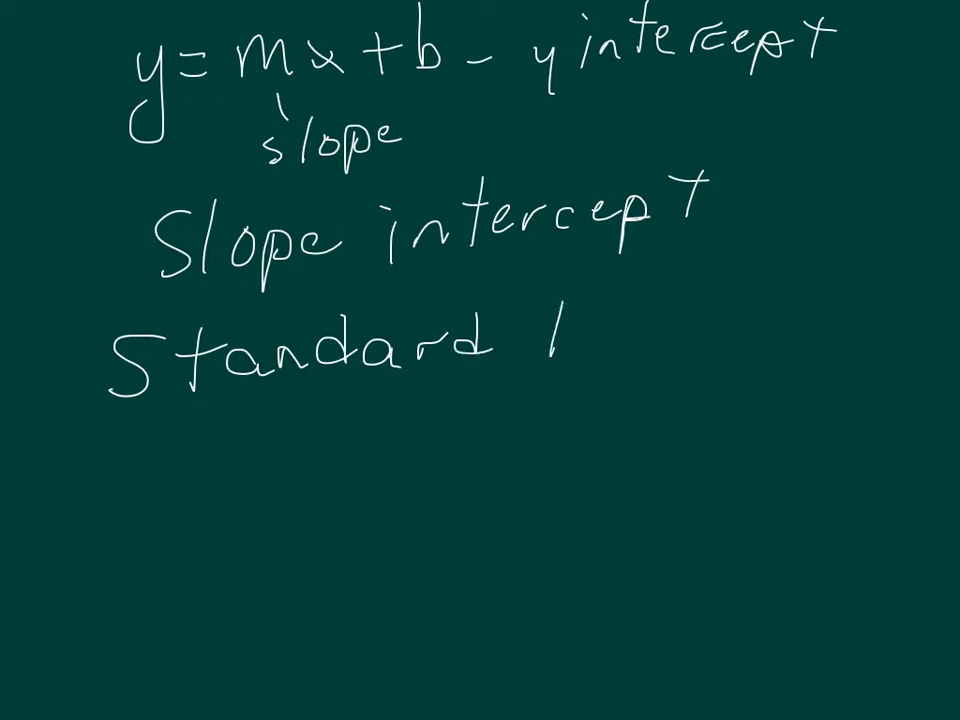 y = mx + b - y intercept
slope
Slope intercept
Standard